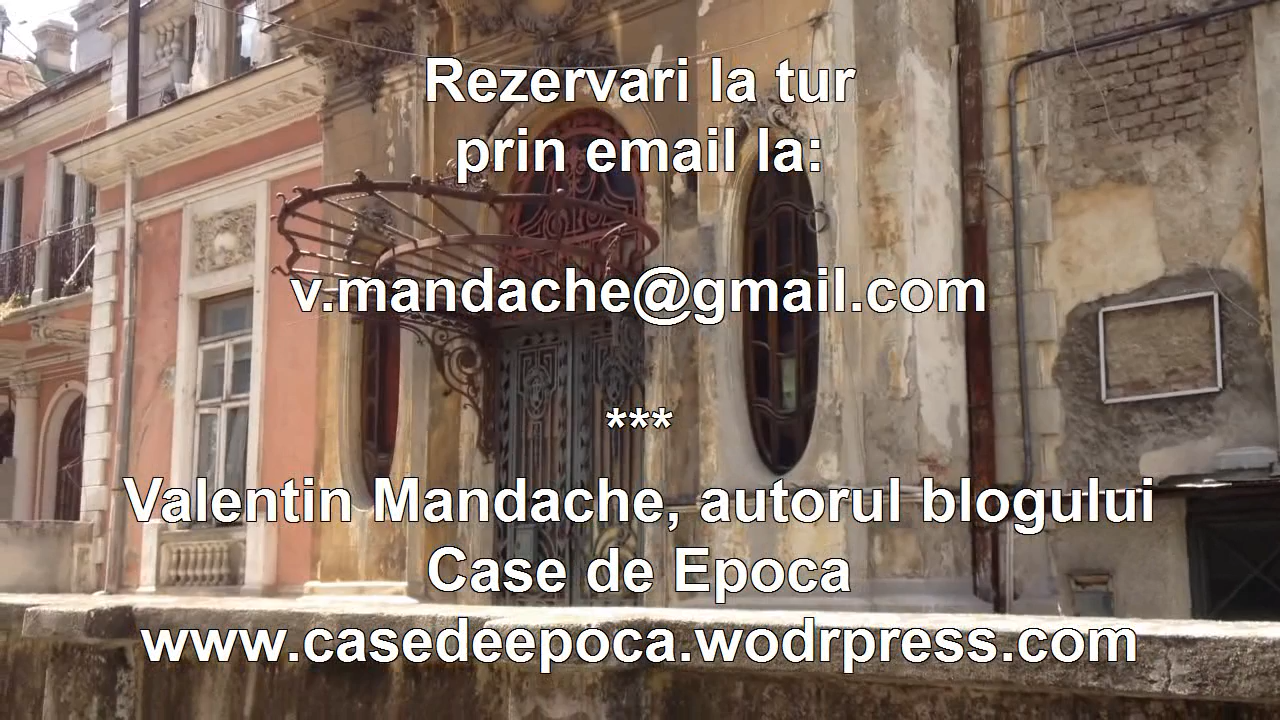 Rezervari la tur
prin email la:
v.mandache@gmail.com
***
Valentin Mandache, autorul blogului
Case de Epoca
www.casedeepoca.wodrpress.com